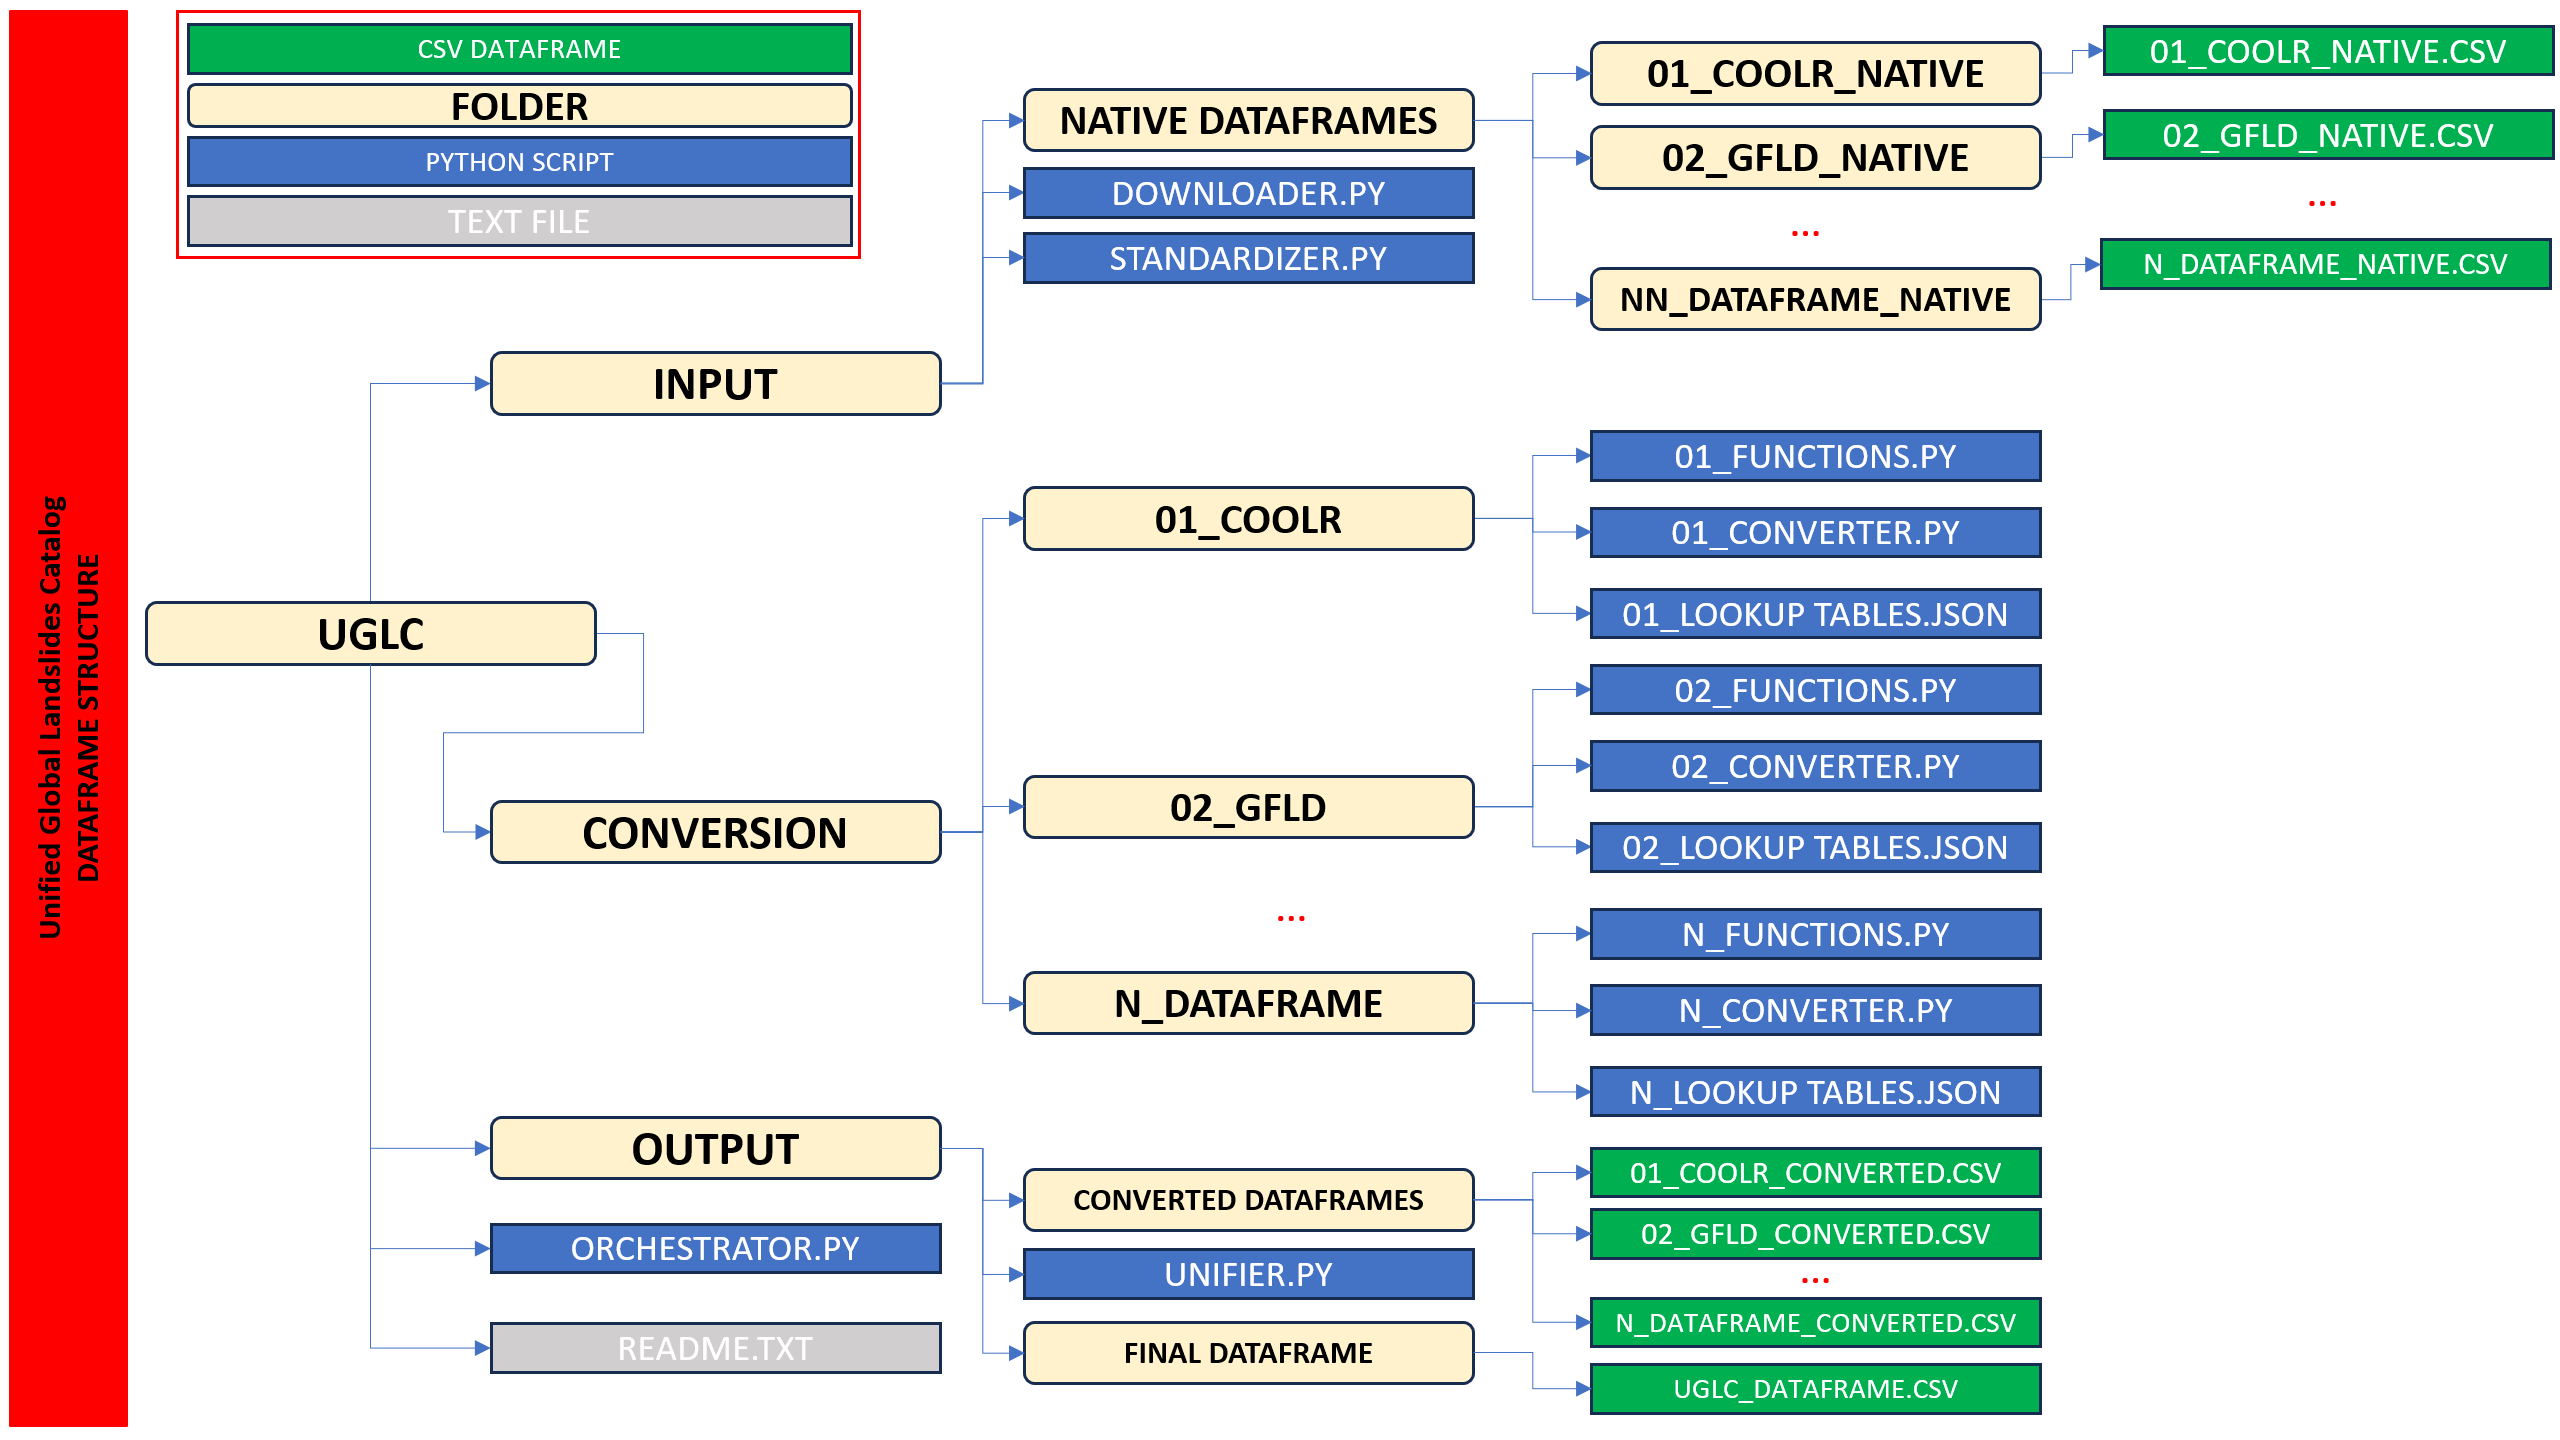 Unified Global Landslides Catalog
DATAFRAME STRUCTURE
CSV DATAFRAME
FOLDER
PYTHON SCRIPT
TEXT FILE
UGLC
INPUT
CONVERSION
OUTPUT
ORCHESTRATOR.PY
README.TXT
NATIVE DATAFRAMES
DOWNLOADER.PY
STANDARDIZER.PY
01_COOLR
02_GFLD
...
N_DATAFRAME
CONVERTED DATAFRAMES
UNIFIER.PY
FINAL DATAFRAME
01_COOLR_NATIVE
02_GFLD_NATIVE
...
NN_DATAFRAME_NATIVE
01_FUNCTIONS.PY
01_CONVERTER.PY
01_LOOKUP TABLES.JSON
02_FUNCTIONS.PY
02_CONVERTER.PY
02_LOOKUP TABLES.JSON
N_FUNCTIONS.PY
N_CONVERTER.PY
N_LOOKUP TABLES.JSON
01_COOLR_CONVERTED.CSV
02_GFLD_CONVERTED.CSV
...
N_DATAFRAME_CONVERTED.CSV
UGLC_DATAFRAME.CSV
01_COOLR_NATIVE.CSV
02_GFLD_NATIVE.CSV
...
N_DATAFRAME_NATIVE.CSV